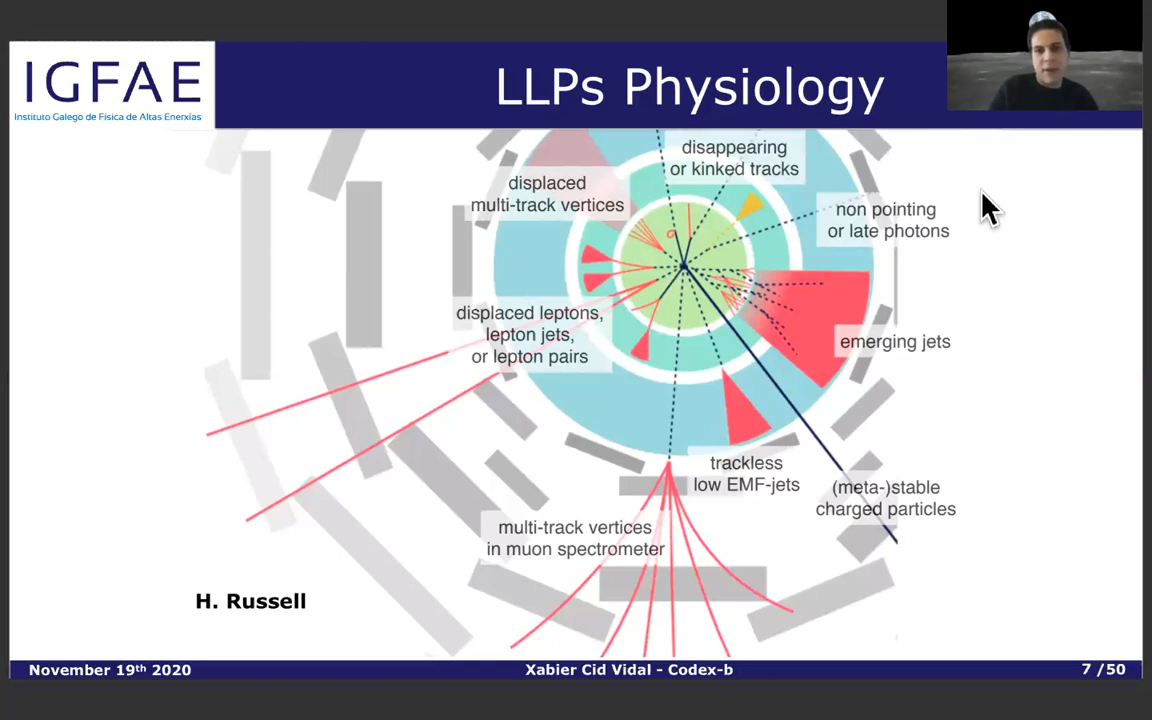 IGFAE
Instituto Galego de Física de Altas Enerxías
LLPs Physiology
disappearing
or kinked tracks
displaced
multi-track vertices
non pointing
or late photons
displaced leptons,
lepton jets,
or lepton pairs
emerging jets
trackless
low EMF-jets
(meta-)stable
charged particles
multi-track vertices
in muon spectrometer
H. Russell
November 19th 2020
Xabier Cid Vidal - Codex-b
7 /50